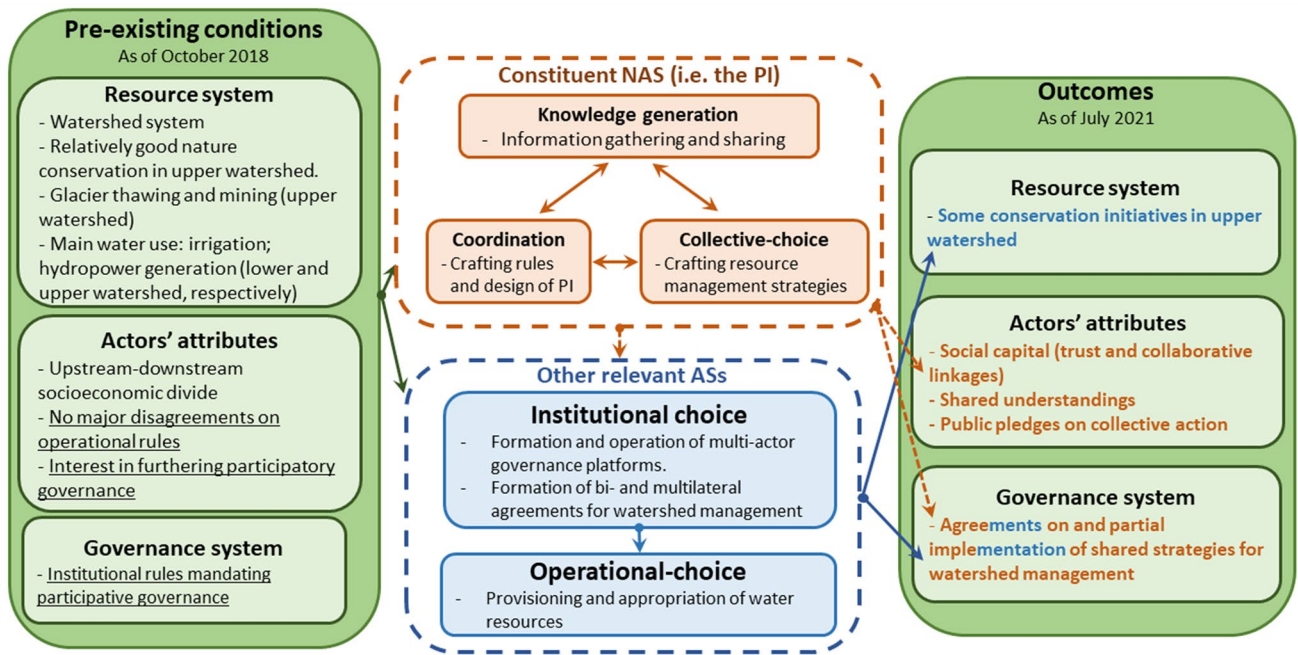 Pre-existing conditions
As of October 2018
Resource system
- Watershed system
- Relatively good nature
conservation in upper watershed.
- Glacier thawing and mining (upper
watershed)
- Main water use: irrigation;
hydropower generation (lower and
upper watershed, respectively)
Actors' attributes
- Upstream-downstream
socioeconomic divide
- No major disagreements on
operational rules
- Interest in furthering participatory
governance
Governance system
- Institutional rules mandating
participative governance
Constituent NAS (i.e. the PI)
Knowledge generation
- Information gathering and sharing
Coordination
- Crafting rules
and design of PI
Collective-choice
- Crafting resource
management strategies
Other relevant ASs
Institutional choice
- Formation and operation of multi-actor
governance platforms.
- Formation of bi- and multilateral
agreements for watershed management
Operational-choice
- Provisioning and appropriation of water
resources
Outcomes
As of July 2021
Resource system
- Some conservation initiatives in upper
watershed
Actors' attributes
- Social capital (trust and collaborative
linkages)
- Shared understandings
- Public pledges on collective action
Governance system
- Agreements on and partial
implementation of shared strategies for
watershed management